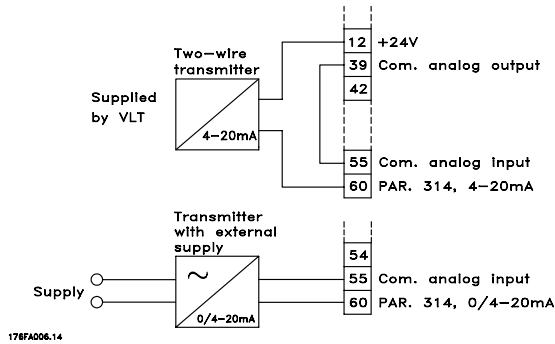 12 +24V
Two-wire
transmitter
39 Com. analog output
42
Supplied
by VLT
4-20mA
55 Com. analog input
60 PAR. 314, 4-20mA
Transmitter
with external
supply
54
~
55 Com. analog input
Supply
60 PAR. 314, 0/4-20mA
0/4-20mA
176FA006.14